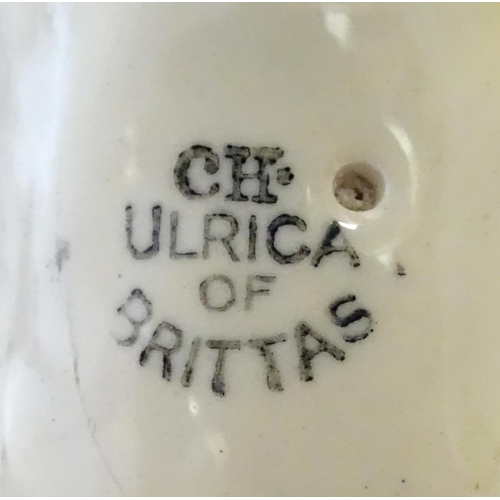 CH.
ULRICA
OF
BRITTAS